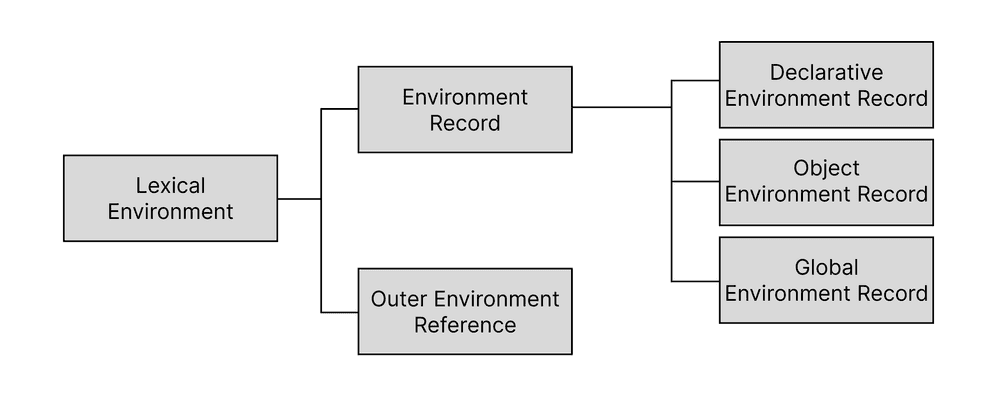 Lexical
Environment
Environment
Record
Outer Environment
Reference
Declarative
Environment Record
Object
Environment Record
Global
Environment Record